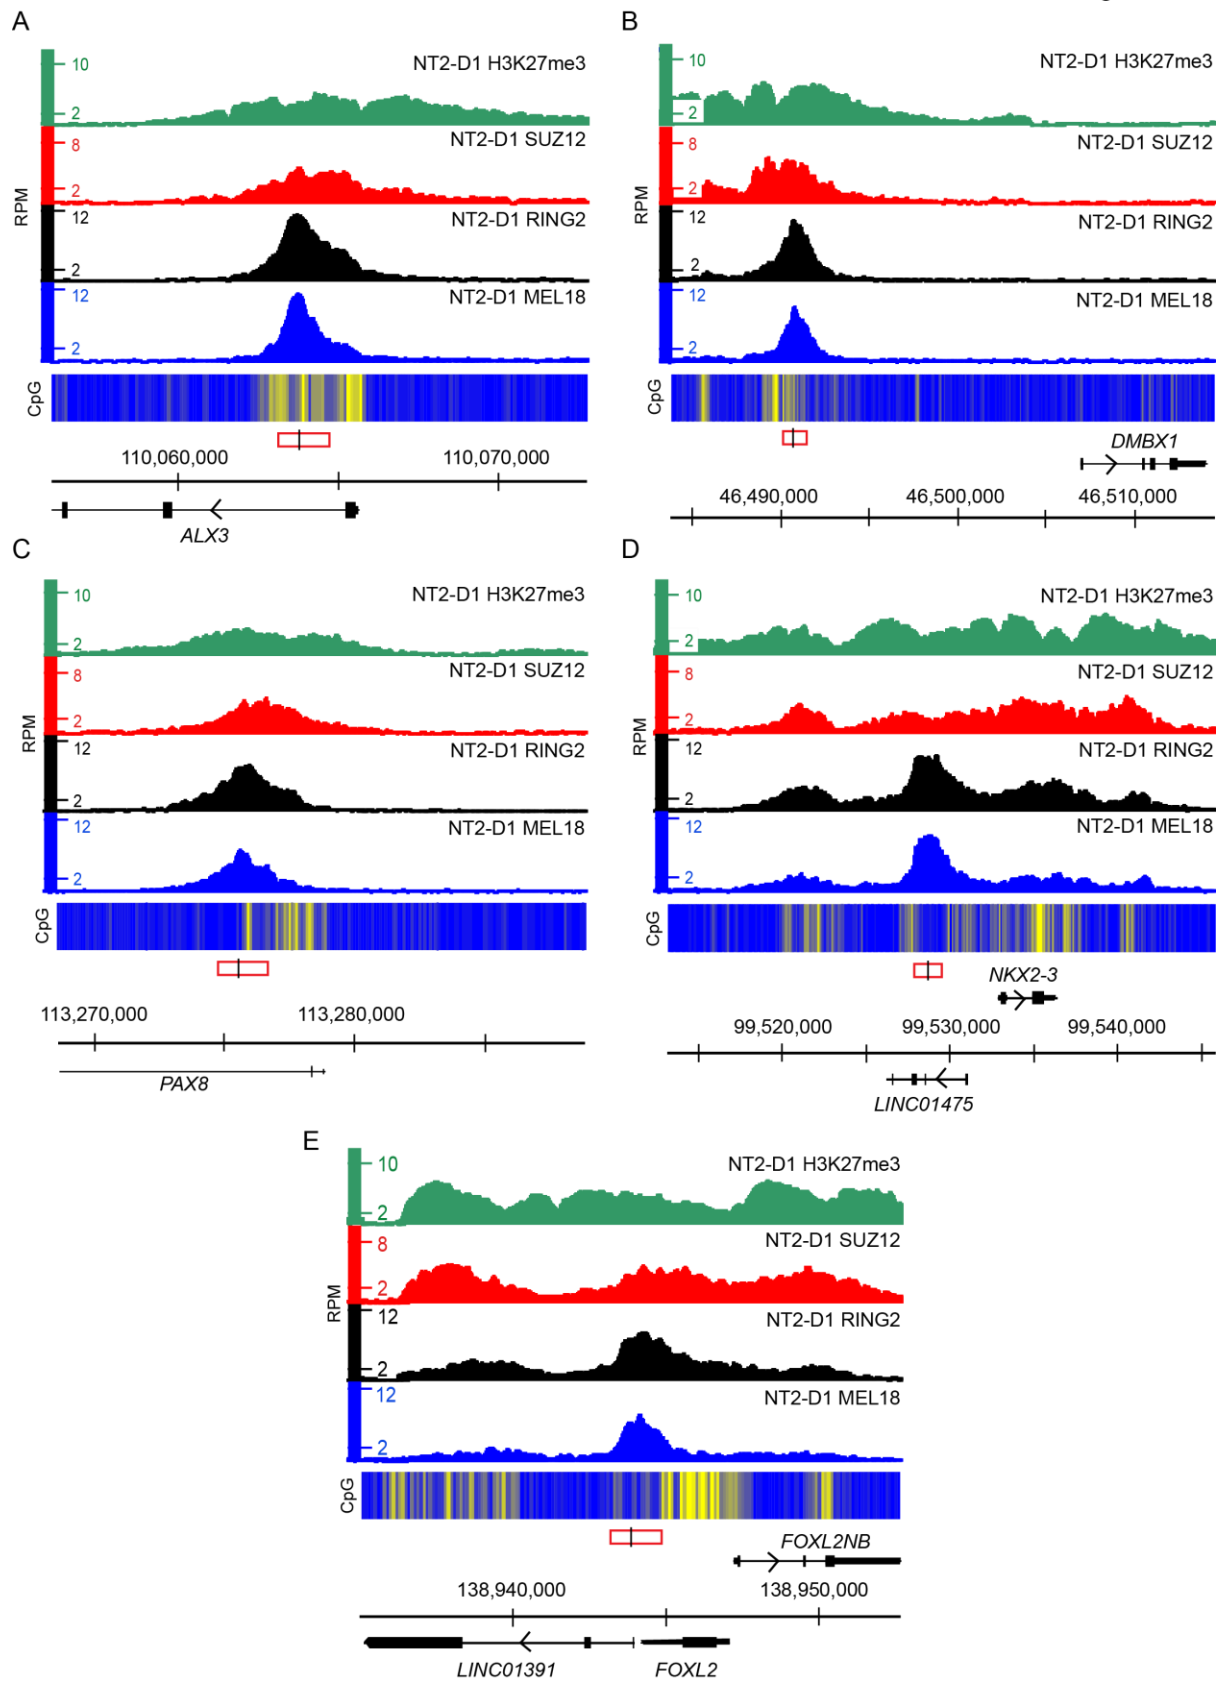 A
NT2-D1 H3K27me3
10
2
NT2-D1 SUZ12
8
2
RPM
NT2-D1 RING2
12
2
NT2-D1 MEL18
12
2
CpG
110,060,000
110,070,000
ALX3
B
NT2-D1 H3K27me3
10
2
NT2-D1 SUZ12
8
2
RPM
NT2-D1 RING2
12
2
NT2-D1 MEL18
12
2
CpG
DMBX1
46,490,000
46,500,000
46,510,000
C
NT2-D1 H3K27me3
10
2
NT2-D1 SUZ12
8
2
RPM
NT2-D1 RING2
12
2
NT2-D1 MEL18
12
2
CpG
113,270,000
113,280,000
PAX8
D
NT2-D1 H3K27me3
10
2
NT2-D1 SUZ12
8
2
RPM
NT2-D1 RING2
12
2
NT2-D1 MEL18
12
2
CpG
NKX2-3
99,520,000
99,530,000
99,540,000
LINC01475
E
NT2-D1 H3K27me3
10
2
NT2-D1 SUZ12
8
2
RPM
NT2-D1 RING2
12
2
NT2-D1 MEL18
12
2
CpG
FOXL2NB
138,940,000
138,950,000
LINC01391
FOXL2